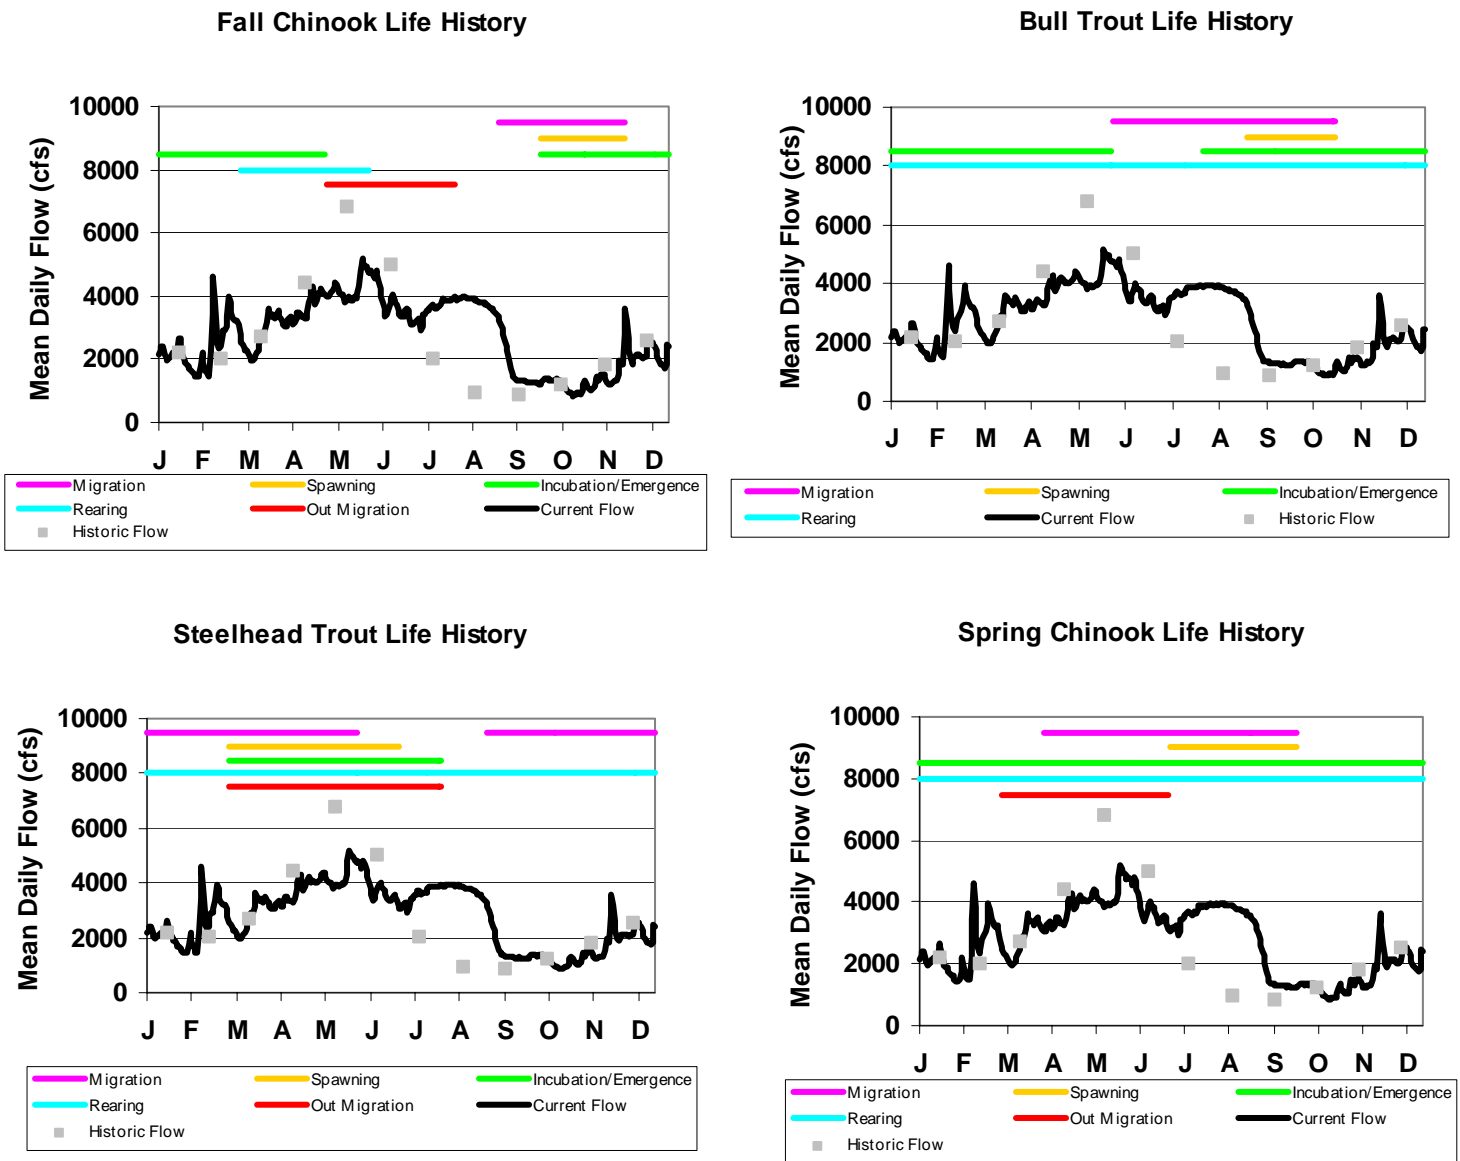 Fall Chinook Life History
Mean Daily Flow (cfs)
10000
8000
6000
4000
2000
0
J F M A M J J A S O N D
Migration Spawning Incubation/Emergence
Rearing Out Migration Current Flow
Historic Flow
Bull Trout Life History
Mean Daily Flow (cfs)
10000
8000
6000
4000
2000
0
J F M A M J J A S O N D
Migration Spawning Incubation/Emergence
Rearing Current Flow Historic Flow
Steelhead Trout Life History
Mean Daily Flow (cfs)
10000
8000
6000
4000
2000
0
J F M A M J J A S O N D
Migration Spawning Incubation/Emergence
Rearing Out Migration Current Flow
Historic Flow
Spring Chinook Life History
Mean Daily Flow (cfs)
10000
8000
6000
4000
2000
0
J F M A M J J A S O N D
Migration Spawning Incubation/Emergence
Rearing Out Migration Current Flow
Historic Flow